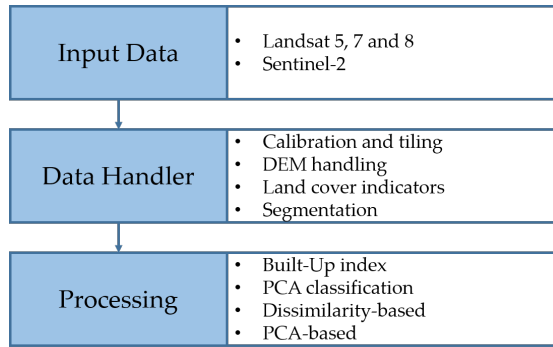 Input Data
• Landsat 5, 7 and 8
• Sentinel-2
Data Handler
• Calibration and tiling
• DEM handling
• Land cover indicators
• Segmentation
Processing
• Built-Up index
• PCA classification
• Dissimilarity-based
• PCA-based